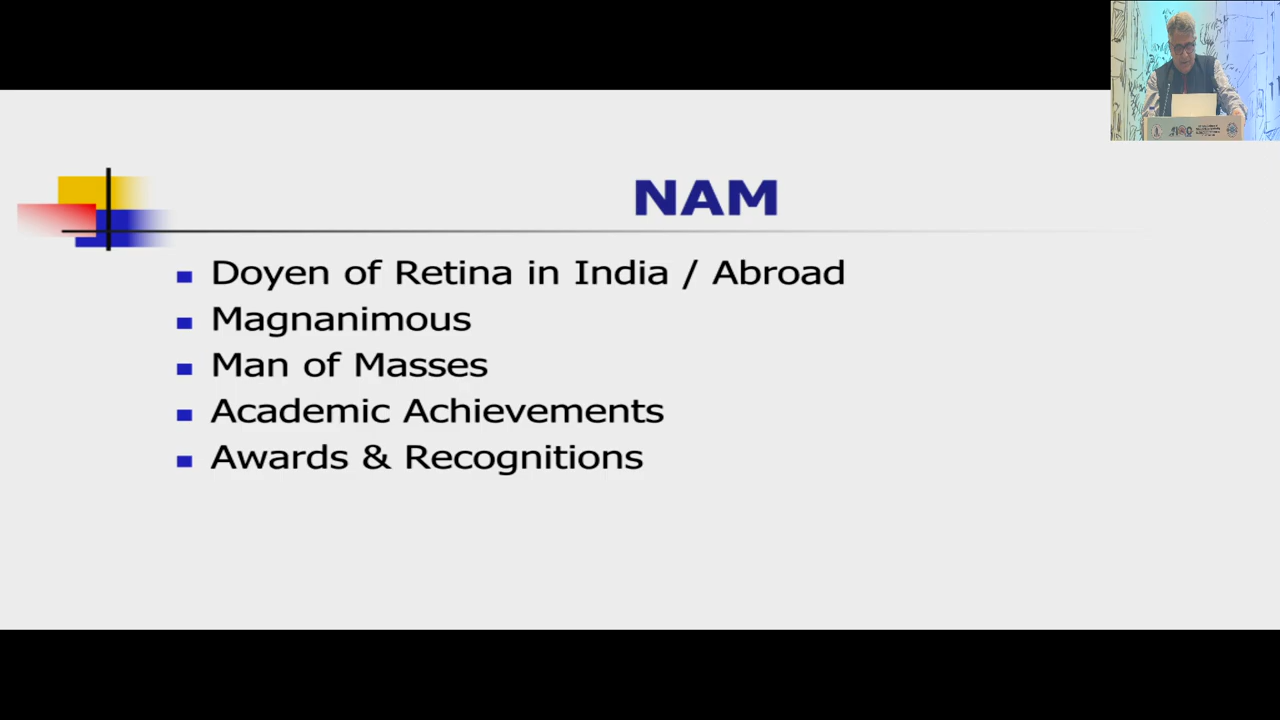 NAM
Doyen of Retina in India / Abroad
Magnanimous
Man of Masses
Academic Achievements
Awards & Recognitions